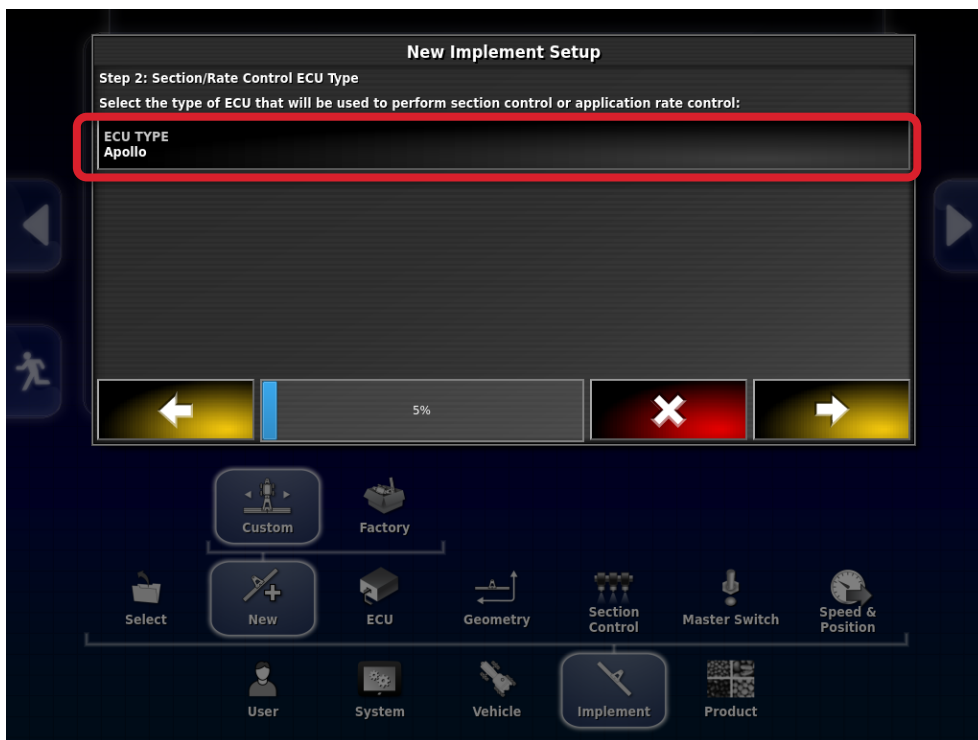 New Implement Setup
Step 2: Section/Rate Control ECU Type
Select the type of ECU that will be used to perform section control or application rate control:
ECU TYPE
Apollo
5%
Custom
Factory
Select
New
ECU
Geometry
Section
Control
Master Switch
Speed &
Position
User
System
Vehicle
Implement
Product